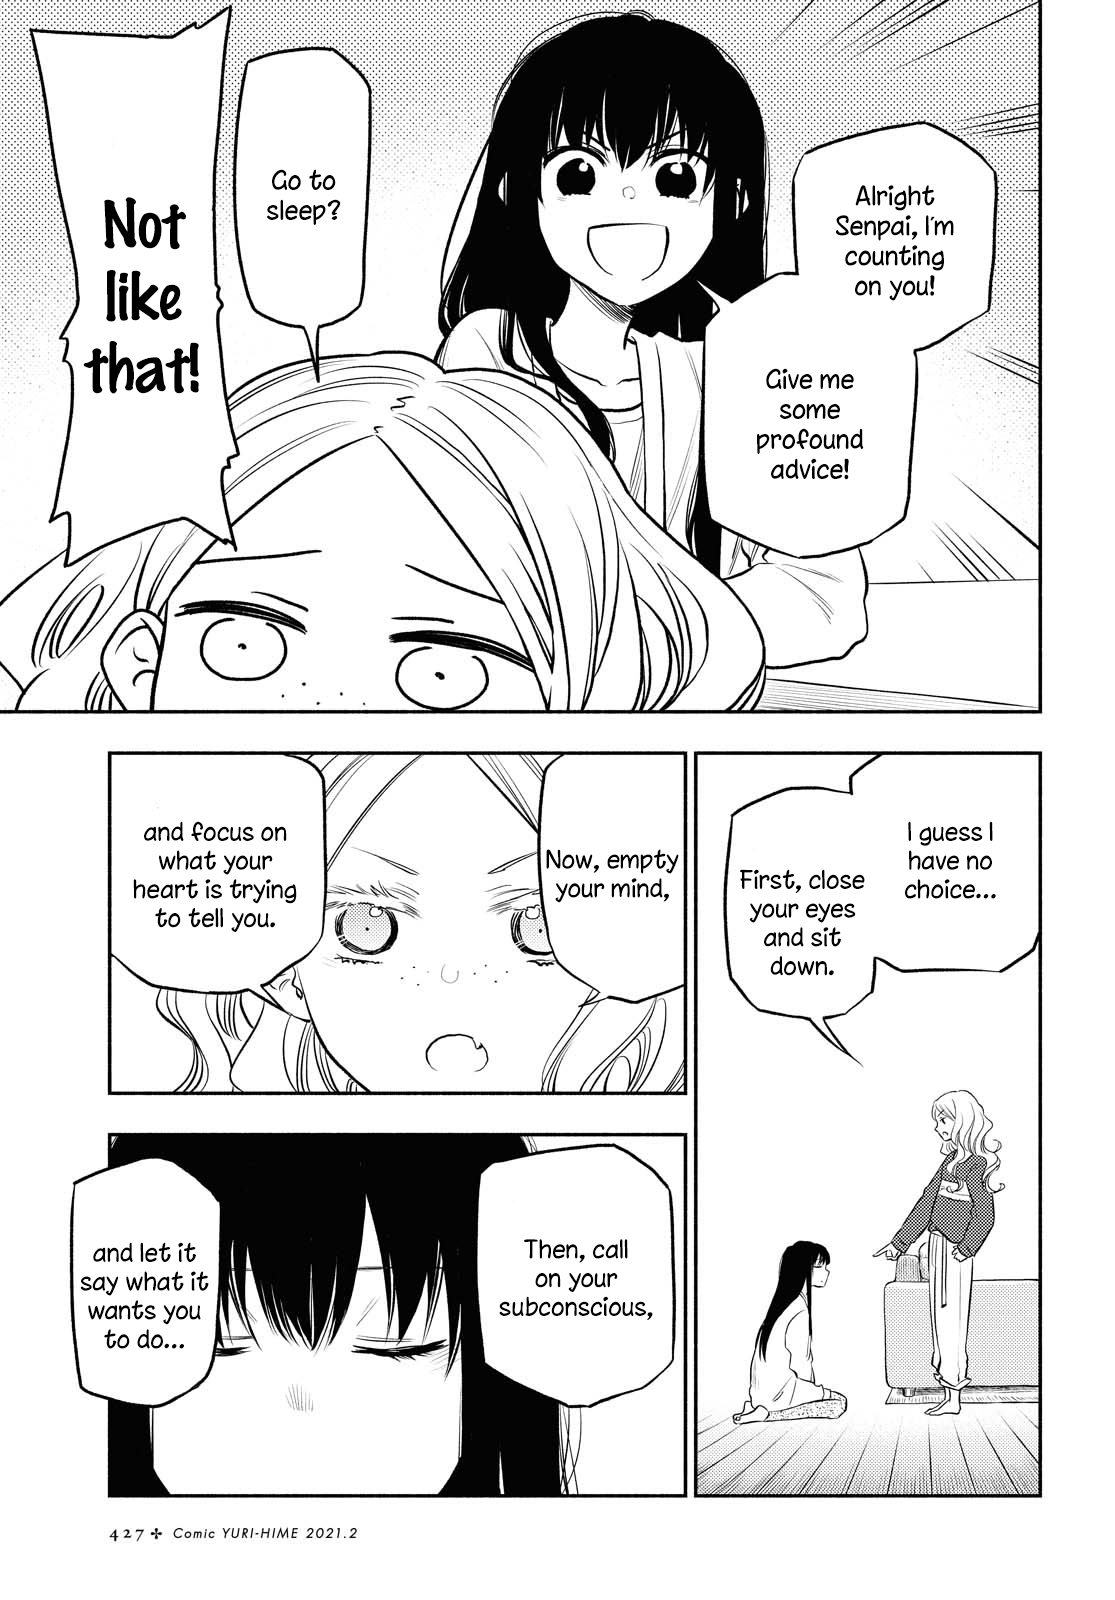 Alright
Senpai, I'm
counting
on you!
Give me
some
profound
advice!
Go to
sleep?
Not
like
that!
I guess I
have no
choice...
First, close
your eyes
and sit
down.
Now, empty
your mind,
and focus on
what your
heart is trying
to tell you.
Then, call
on your
subconscious,
and let it
say what it
wants you
to do...
427 ✣ Comic YURI-HIME 2021.2